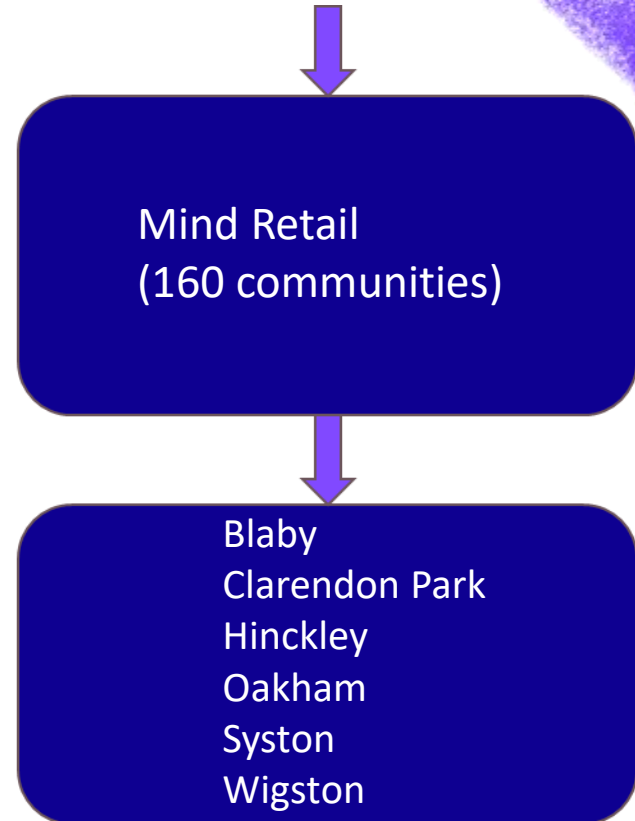 Mind Retail
(160 communities)
Blaby
Clarendon Park
Hinckley
Oakham
Syston
Wigston